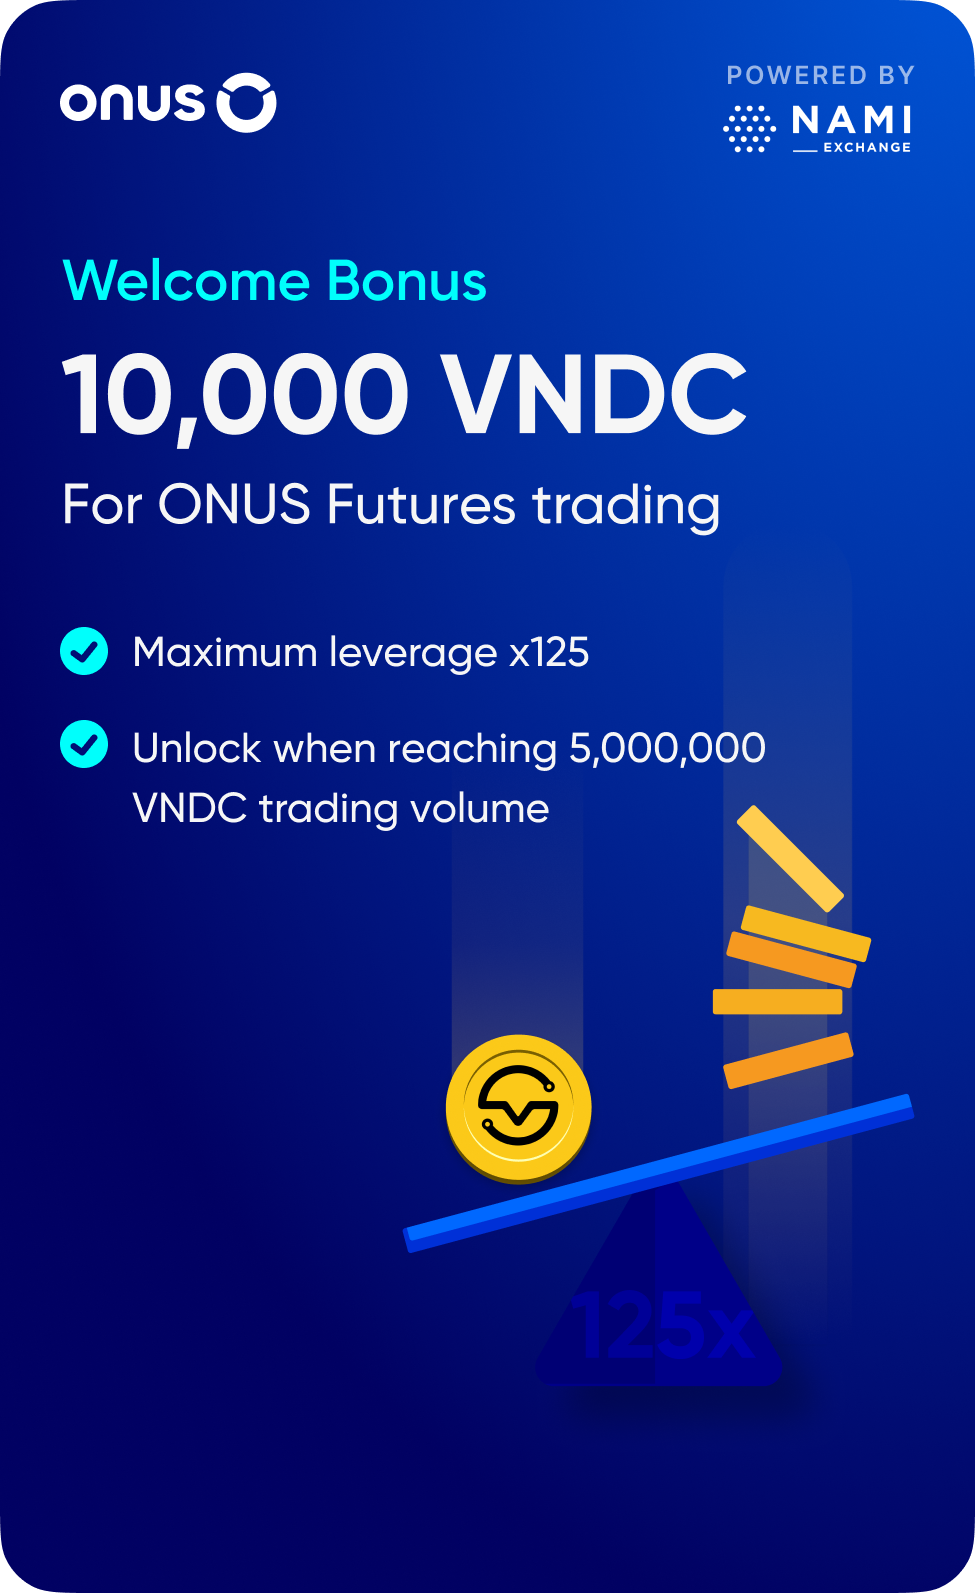 onus
POWERED BY
NAMI
EXCHANGE
Welcome Bonus
10,000 VNDC
For ONUS Futures trading
Maximum leverage x125
Unlock when reaching 5,000,000
VNDC trading volume
125x